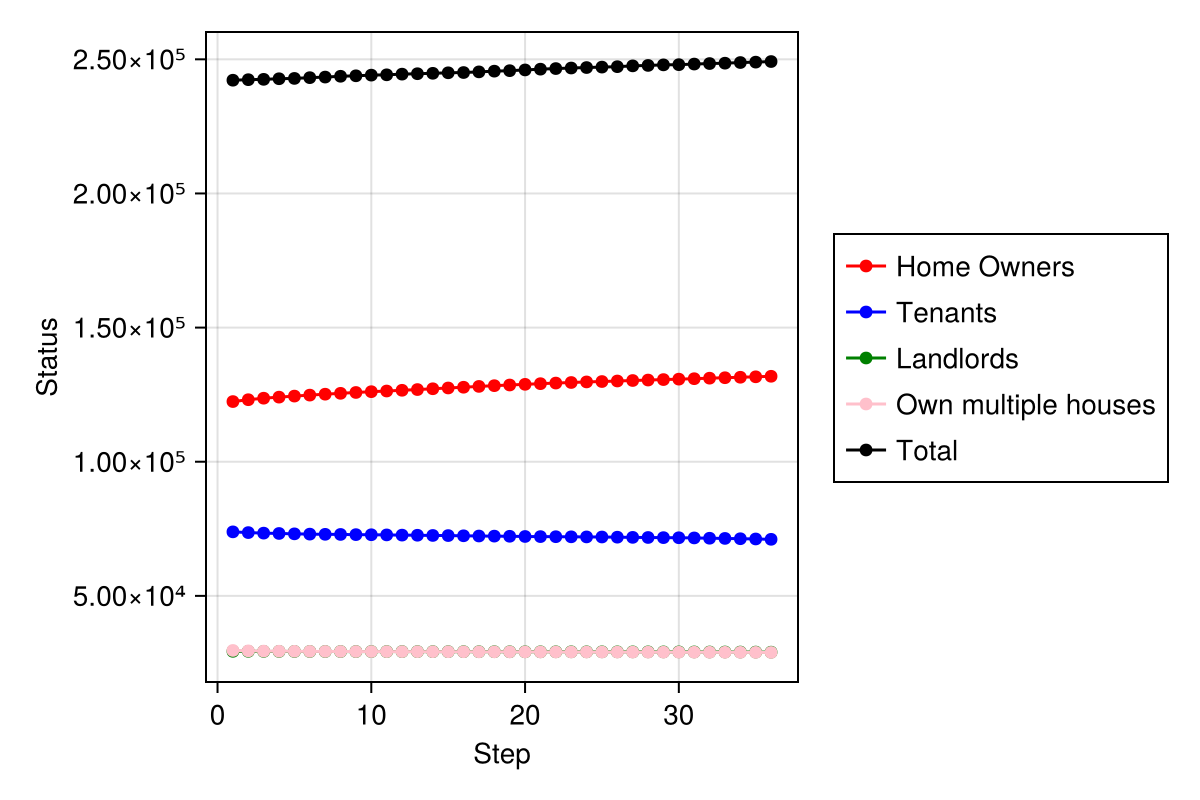 2.50×10⁵
2.00×10⁵
1.50×10⁵
1.00×10⁵
5.00×10⁴
Status
0 10 20 30
Step
Home Owners
Tenants
Landlords
Own multiple houses
Total